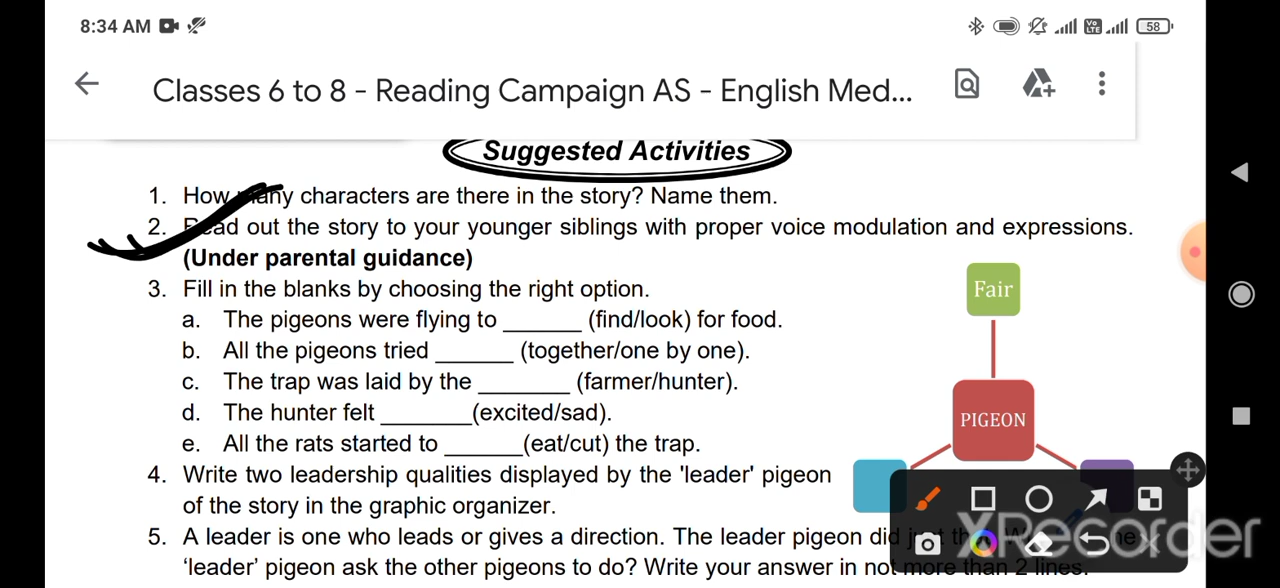 8:34 AM
58
Classes 6 to 8 - Reading Campaign AS - English Med...
Suggested Activities
1. How many characters are there in the story? Name them.
2. Read out the story to your younger siblings with proper voice modulation and expressions.
(Under parental guidance)
3. Fill in the blanks by choosing the right option.
Fair
a. The pigeons were flying to ______ (find/look) for food.
b. All the pigeons tried ______ (together/one by one).
c. The trap was laid by the _______ (farmer/hunter).
d. The hunter felt _______(excited/sad).
PIGEON
e. All the rats started to ______(eat/cut) the trap.
4. Write two leadership qualities displayed by the 'leader' pigeon
of the story in the graphic organizer.
5. A leader is one who leads or gives a direction. The leader pigeon did
‘leader’ pigeon ask the other pigeons to do? Write your answer in not more than 2 lines.
XRecorder